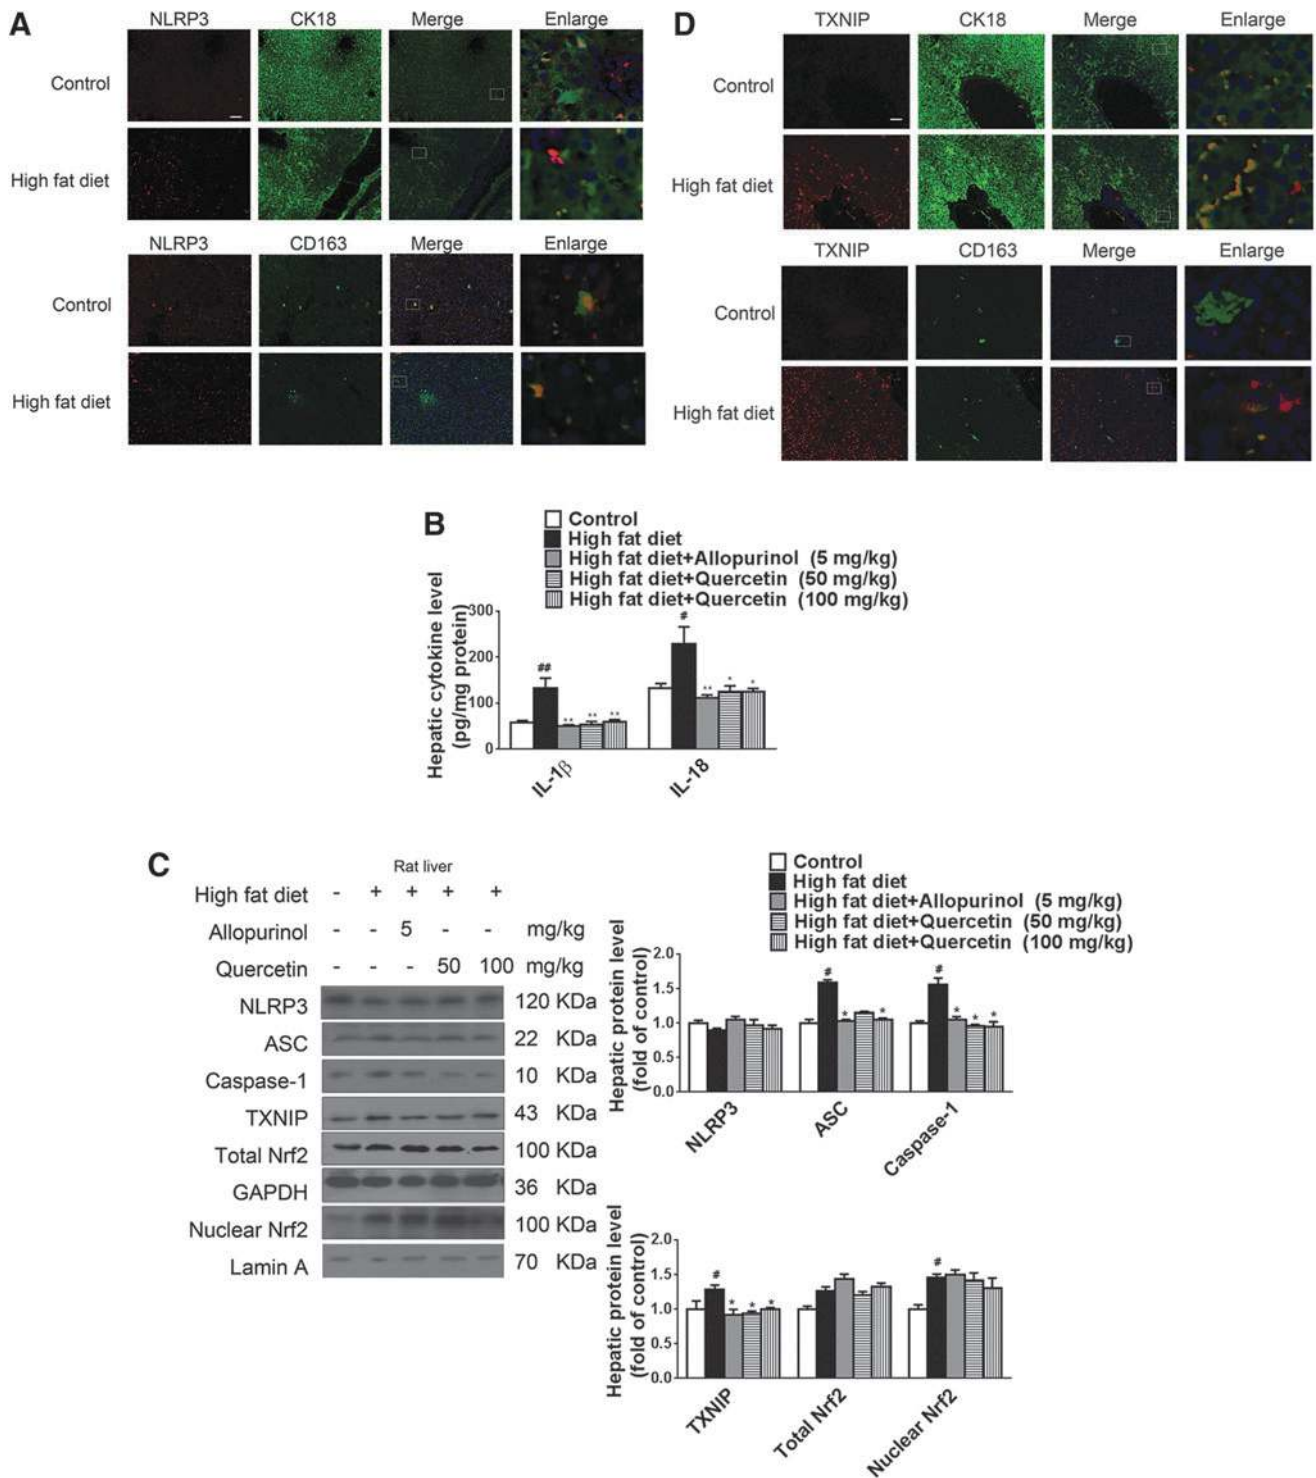 A
NLRP3 CK18 Merge Enlarge
Control
High fat diet
NLRP3 CD163 Merge Enlarge
Control
High fat diet
D
TXNIP CK18 Merge Enlarge
Control
High fat diet
TXNIP CD163 Merge Enlarge
Control
High fat diet
B
Control
High fat diet
High fat diet+Allopurinol (5 mg/kg)
High fat diet+Quercetin (50 mg/kg)
High fat diet+Quercetin (100 mg/kg)
Hepatic cytokine level
(pg/mg protein)
300
200
100
0
## ** ** **
# ** * *
IL-1β IL-18
C
Rat liver
High fat diet - + + + +
Allopurinol - - 5 - - mg/kg
Quercetin - - - 50 100 mg/kg
NLRP3 120 KDa
ASC 22 KDa
Caspase-1 10 KDa
TXNIP 43 KDa
Total Nrf2 100 KDa
GAPDH 36 KDa
Nuclear Nrf2 100 KDa
Lamin A 70 KDa
Control
High fat diet
High fat diet+Allopurinol (5 mg/kg)
High fat diet+Quercetin (50 mg/kg)
High fat diet+Quercetin (100 mg/kg)
Hepatic protein level
(fold of control)
2.0
1.5
1.0
0.5
0.0
# * *
# * * *
NLRP3 ASC Caspase-1
Hepatic protein level
(fold of control)
2.0
1.5
1.0
0.5
0.0
# * * *
#
TXNIP Total Nrf2 Nuclear Nrf2